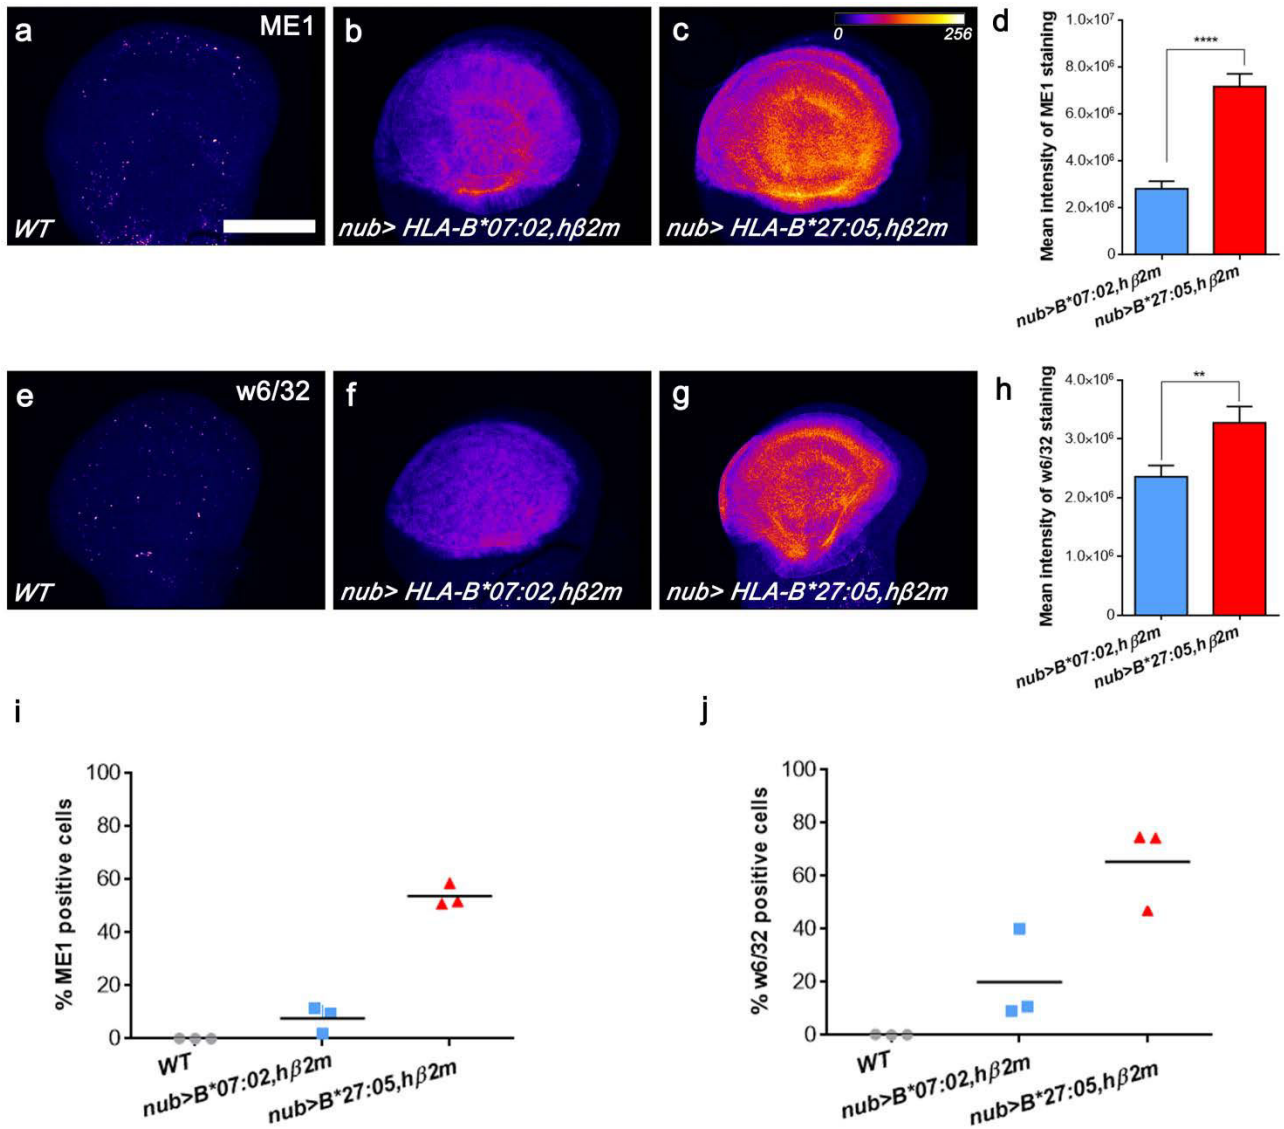 a
ME1
WT
b
nub> HLA-B*07:02,hβ2m
c
0
256
nub> HLA-B*27:05,hβ2m
d
Mean intensity of ME1 staining
1.0×10⁷
8.0×10⁶
6.0×10⁶
4.0×10⁶
2.0×10⁶
0
****
nub>B*07:02,hβ2m
nub>B*27:05,hβ2m
e
w6/32
WT
f
nub> HLA-B*07:02,hβ2m
g
nub> HLA-B*27:05,hβ2m
h
Mean intensity of w6/32 staining
4.0×10⁶
3.0×10⁶
2.0×10⁶
1.0×10⁶
0
**
nub>B*07:02,hβ2m
nub>B*27:05,hβ2m
i
% ME1 positive cells
100
80
60
40
20
0
WT
nub>B*07:02,hβ2m
nub>B*27:05,hβ2m
j
% w6/32 positive cells
100
80
60
40
20
0
WT
nub>B*07:02,hβ2m
nub>B*27:05,hβ2m